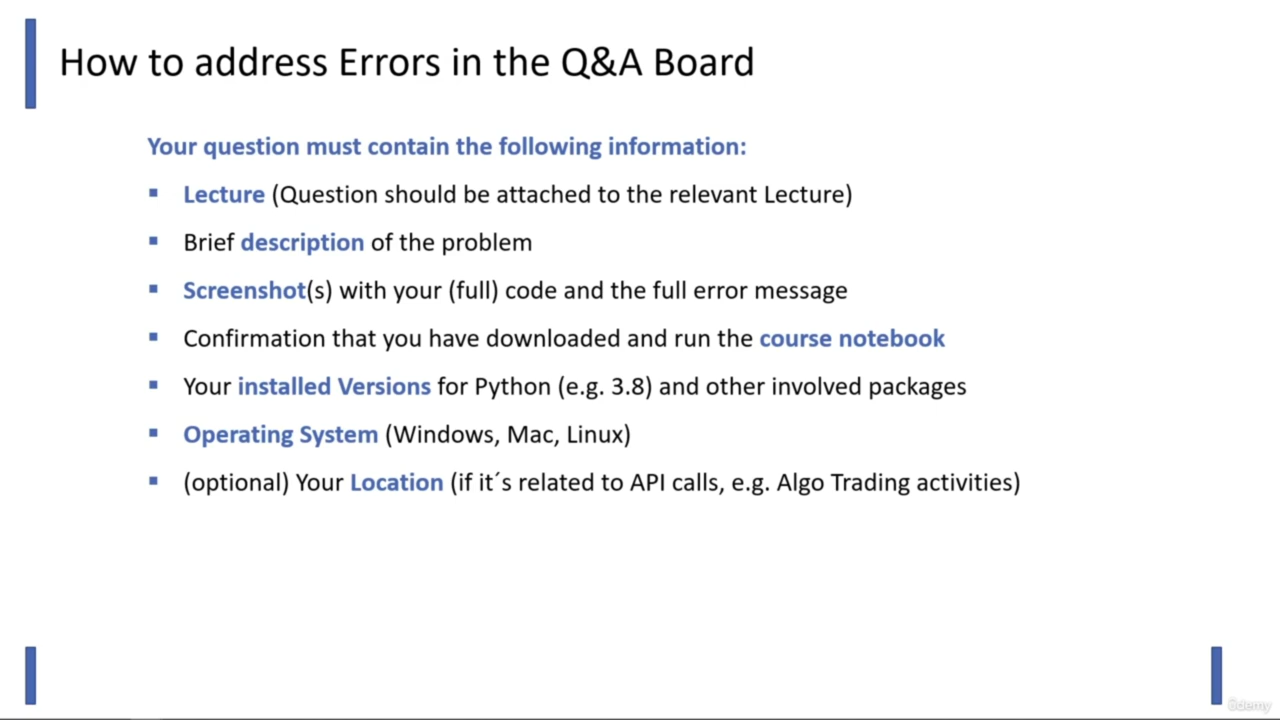 How to address Errors in the Q&A Board
Your question must contain the following information:
▪ Lecture (Question should be attached to the relevant Lecture)
▪ Brief description of the problem
▪ Screenshot(s) with your (full) code and the full error message
▪ Confirmation that you have downloaded and run the course notebook
▪ Your installed Versions for Python (e.g. 3.8) and other involved packages
▪ Operating System (Windows, Mac, Linux)
▪ (optional) Your Location (if it´s related to API calls, e.g. Algo Trading activities)
Udemy